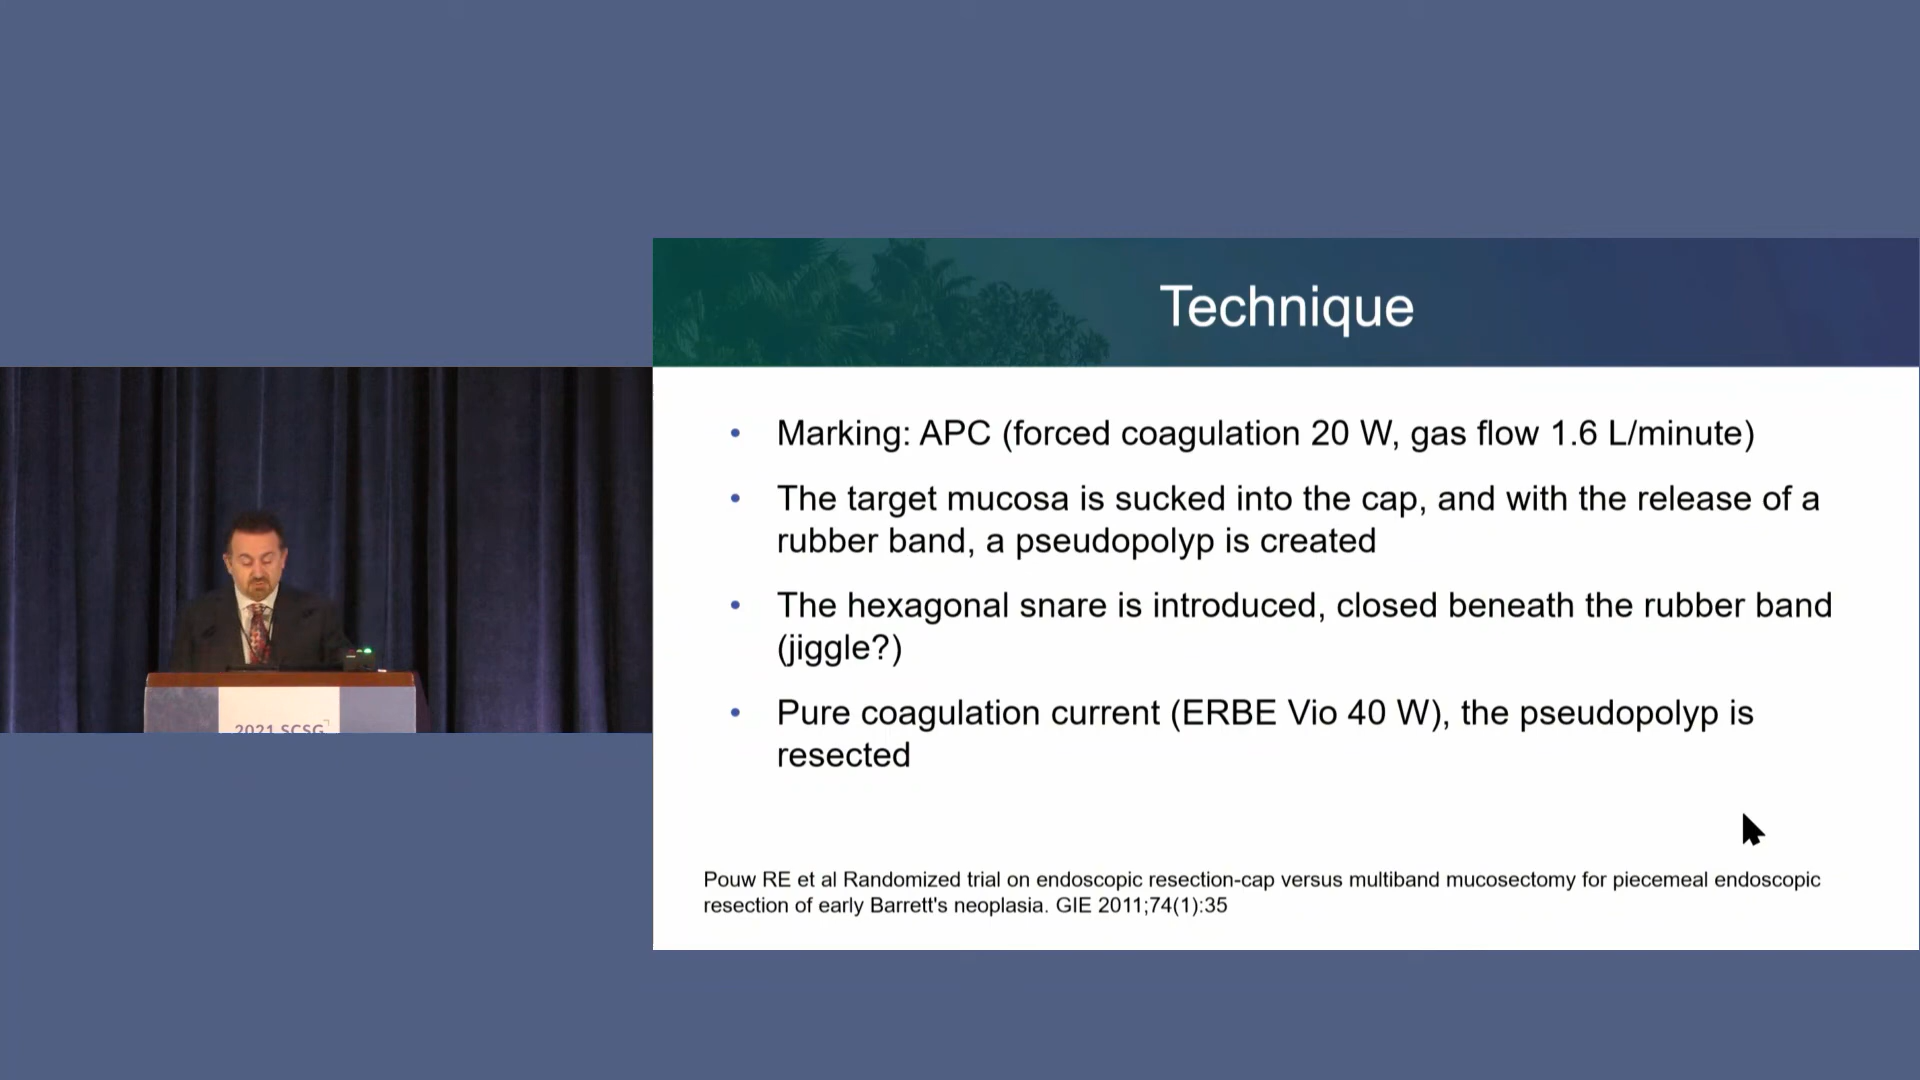 Technique
• Marking: APC (forced coagulation 20 W, gas flow 1.6 L/minute)
• The target mucosa is sucked into the cap, and with the release of a
rubber band, a pseudopolyp is created
• The hexagonal snare is introduced, closed beneath the rubber band
(jiggle?)
• Pure coagulation current (ERBE Vio 40 W), the pseudopolyp is
resected
Pouw RE et al Randomized trial on endoscopic resection-cap versus multiband mucosectomy for piecemeal endoscopic
resection of early Barrett's neoplasia. GIE 2011;74(1):35
2021 SCSG